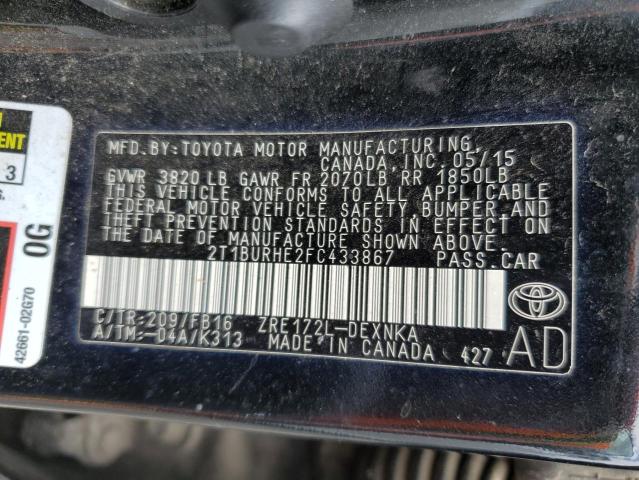 MENT
3
S.
OG
42661-02G70
MFD.BY:TOYOTA MOTOR MANUFACTURING,
CANADA, INC. 05/15
GVWR 3820 LB GAWR FR 2070LB RR 1850LB
THIS VEHICLE CONFORMS TO ALL APPLICABLE
FEDERAL MOTOR VEHICLE SAFETY, BUMPER, AND
THEFT PREVENTION STANDARDS IN EFFECT ON
THE DATE OF MANUFACTURE SHOWN ABOVE.
2T1BURHE2FC433867 PASS.CAR
C/TR:209/FB16 ZRE172L-DEXNKA
A/TM:-04A/K313 MADE IN CANADA 427 AD